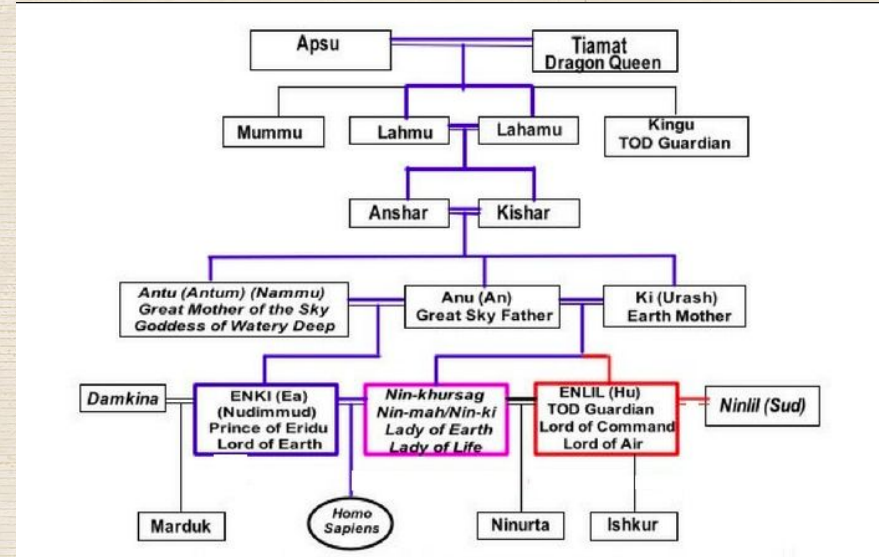 Apsu
Tiamat
Dragon Queen
Mummu
Lahmu
Lahamu
Kingu
TOD Guardian
Anshar
Kishar
Antu (Antum) (Nammu)
Great Mother of the Sky
Goddess of Watery Deep
Anu (An)
Great Sky Father
Ki (Urash)
Earth Mother
Damkina
ENKI (Ea)
(Nudimmud)
Prince of Eridu
Lord of Earth
Nin-khursag
Nin-mah/Nin-ki
Lady of Earth
Lady of Life
ENLIL (Hu)
TOD Guardian
Lord of Command
Lord of Air
Ninlil (Sud)
Marduk
Homo
Sapiens
Ninurta
Ishkur